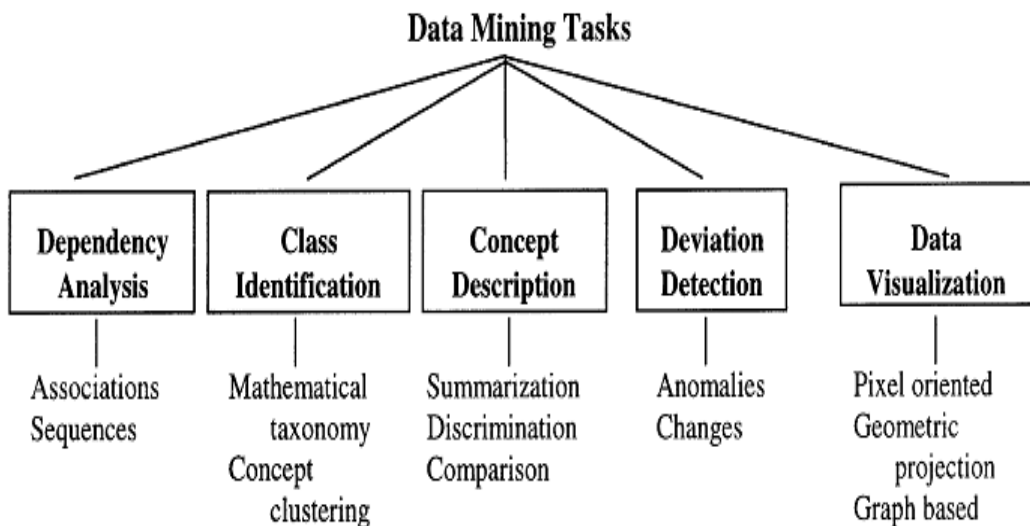 Data Mining Tasks
Dependency
Analysis
Class
Identification
Concept
Description
Deviation
Detection
Data
Visualization
Associations
Sequences
Mathematical
taxonomy
Concept
clustering
Summarization
Discrimination
Comparison
Anomalies
Changes
Pixel oriented
Geometric
projection
Graph based